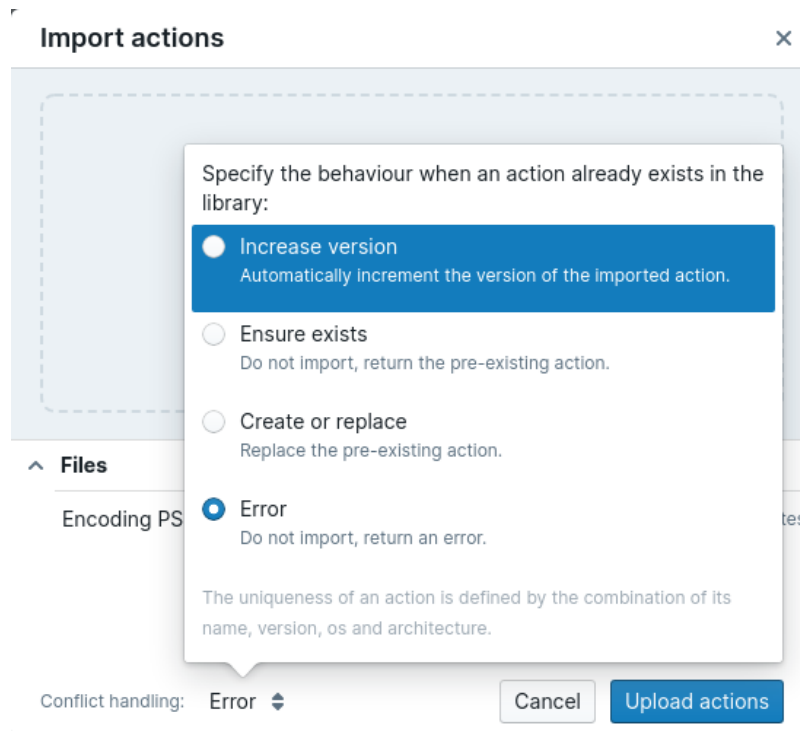 Import actions
Specify the behaviour when an action already exists in the
library:
Increase version
Automatically increment the version of the imported action.
Ensure exists
Do not import, return the pre-existing action.
Create or replace
Replace the pre-existing action.
Files
Error
Encoding PS
Do not import, return an error.
The uniqueness of an action is defined by the combination of its
name, version, os and architecture.
Conflict handling: Error Cancel Upload actions